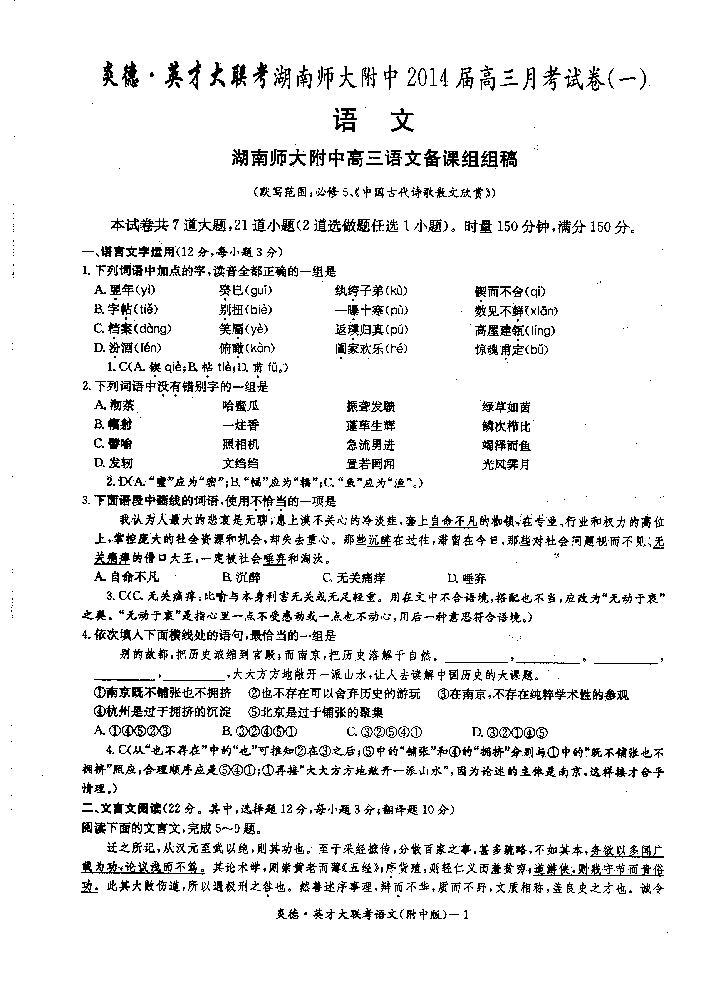 炎德·英才大联考湖南师大附中2014届高三月考试卷(一)
语 文
湖南师大附中高三语文备课组组稿
(默写范围:必修5、《中国古代诗歌散文欣赏》)
本试卷共7道大题,21道小题(2道选做题任选1小题)。时量150分钟,满分150分。
一、语言文字运用(12分,每小题3分)
1. 下列词语中加点的字,读音全都正确的一组是
A. 翌年(yì) 癸巳(guǐ) 纨绔子弟(kù) 锲而不舍(qì)
B. 字帖(tiě) 别扭(biè) 一曝十寒(pù) 数见不鲜(xiān)
C. 档案(dàng) 笑靥(yè) 返璞归真(pú) 高屋建瓴(líng)
D. 汾酒(fén) 俯瞰(kàn) 阖家欢乐(hé) 惊魂甫定(bǔ)
1. C(A. 锲 qiè;B. 帖 tiè;D. 甫 fǔ。)
2. 下列词语中没有错别字的一组是
A. 沏茶 哈蜜瓜 振聋发聩 绿草如茵
B. 幅射 一炷香 蓬荜生辉 鳞次栉比
C. 譬喻 照相机 急流勇进 竭泽而鱼
D. 发轫 文绉绉 置若罔闻 光风霁月
2. D(A. “蜜”应为“密”;B. “幅”应为“辐”;C. “鱼”应为“渔”。)
3. 下面语段中画线的词语,使用不恰当的一项是
我认为人最大的悲哀是无聊,患上漠不关心的冷淡症,套上自命不凡的枷锁,在专业、行业和权力的高位
上,掌控庞大的社会资源和机会,却失去重心。那些沉醉在过往,滞留在今日,那些对社会问题视而不见、无
关痛痒的借口大王,一定被社会唾弃和淘汰。
A. 自命不凡 B. 沉醉 C. 无关痛痒 D. 唾弃
3. C(C. 无关痛痒:比喻与本身利害无关或无足轻重。用在文中不合语境,搭配也不当,应改为“无动于衷”
之类。“无动于衷”是指心里一点不受感动或一点也不动心,用后一种意思符合语境。)
4. 依次填入下面横线处的语句,最恰当的一组是
别的故都,把历史浓缩到宫殿;而南京,把历史溶解于自然。__________,__________。__________,
__________,__________,大大方方地敞开一派山水,让人去读解中国历史的大课题。
①南京既不铺张也不拥挤 ②也不存在可以舍弃历史的游玩 ③在南京,不存在纯粹学术性的参观
④杭州是过于拥挤的沉淀 ⑤北京是过于铺张的聚集
A. ①④⑤②③ B. ③②④⑤① C. ③②⑤④① D. ③②①④⑤
4. C(从“也不存在”中的“也”可推知②在③之后;⑤中的“铺张”和④的“拥挤”分别与①中的“既不铺张也不
拥挤”照应,合理顺序应是⑤④①;①再接“大大方方地敞开一派山水”,因为论述的主体是南京,这样接才合乎
情理。)
二、文言文阅读(22分。其中,选择题12分,每小题3分;翻译题10分)
阅读下面的文言文,完成5～9题。
迁之所记,从汉元至武以绝,则其功也。至于采经摭传,分散百家之事,甚多疏略,不如其本,务欲以多闻广
载为功,论议浅而不笃。其论术学,则崇黄老而薄《五经》;序货殖,则轻仁义而羞贫穷;道游侠,则贱守节而贵俗
功。此其大敝伤道,所以遇极刑之咎也。然善述序事理,辩而不华,质而不野,文质相称,盖良史之才也。诚令
炎德·英才大联考语文(附中版)—1